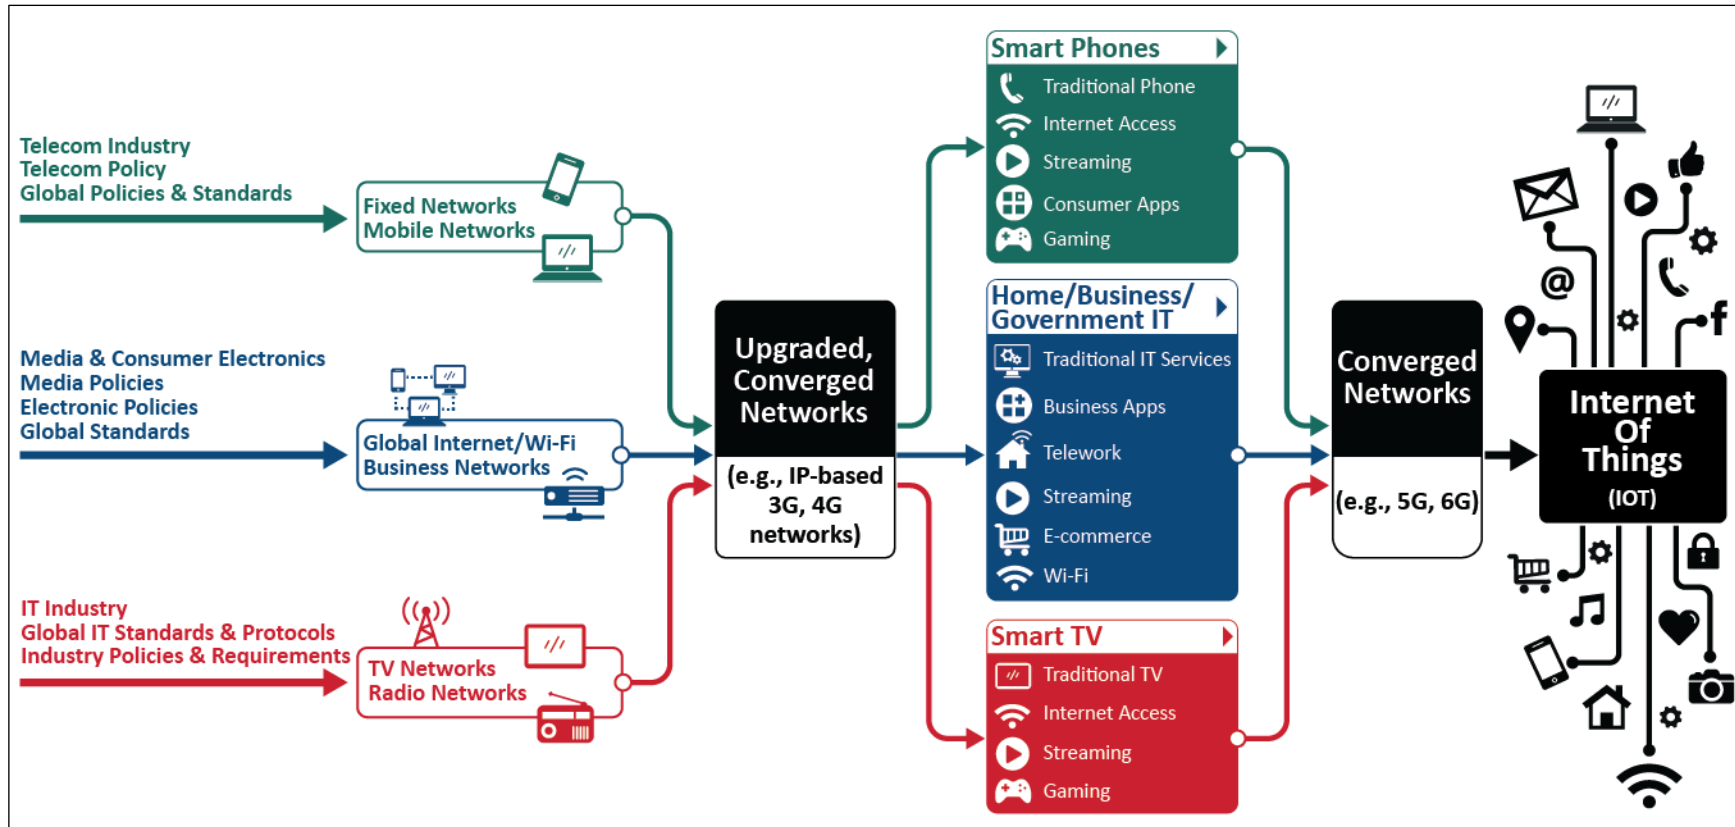 Telecom Industry
Telecom Policy
Global Policies & Standards
Fixed Networks
Mobile Networks
Media & Consumer Electronics
Media Policies
Electronic Policies
Global Standards
Global Internet/Wi-Fi
Business Networks
IT Industry
Global IT Standards & Protocols
Industry Policies & Requirements
TV Networks
Radio Networks
Upgraded,
Converged
Networks
(e.g., IP-based
3G, 4G
networks)
Smart Phones
Traditional Phone
Internet Access
Streaming
Consumer Apps
Gaming
Home/Business/
Government IT
Traditional IT Services
Business Apps
Telework
Streaming
E-commerce
Wi-Fi
Smart TV
Traditional TV
Internet Access
Streaming
Gaming
Converged
Networks
(e.g., 5G, 6G)
@
f
Internet
Of
Things
(IOT)